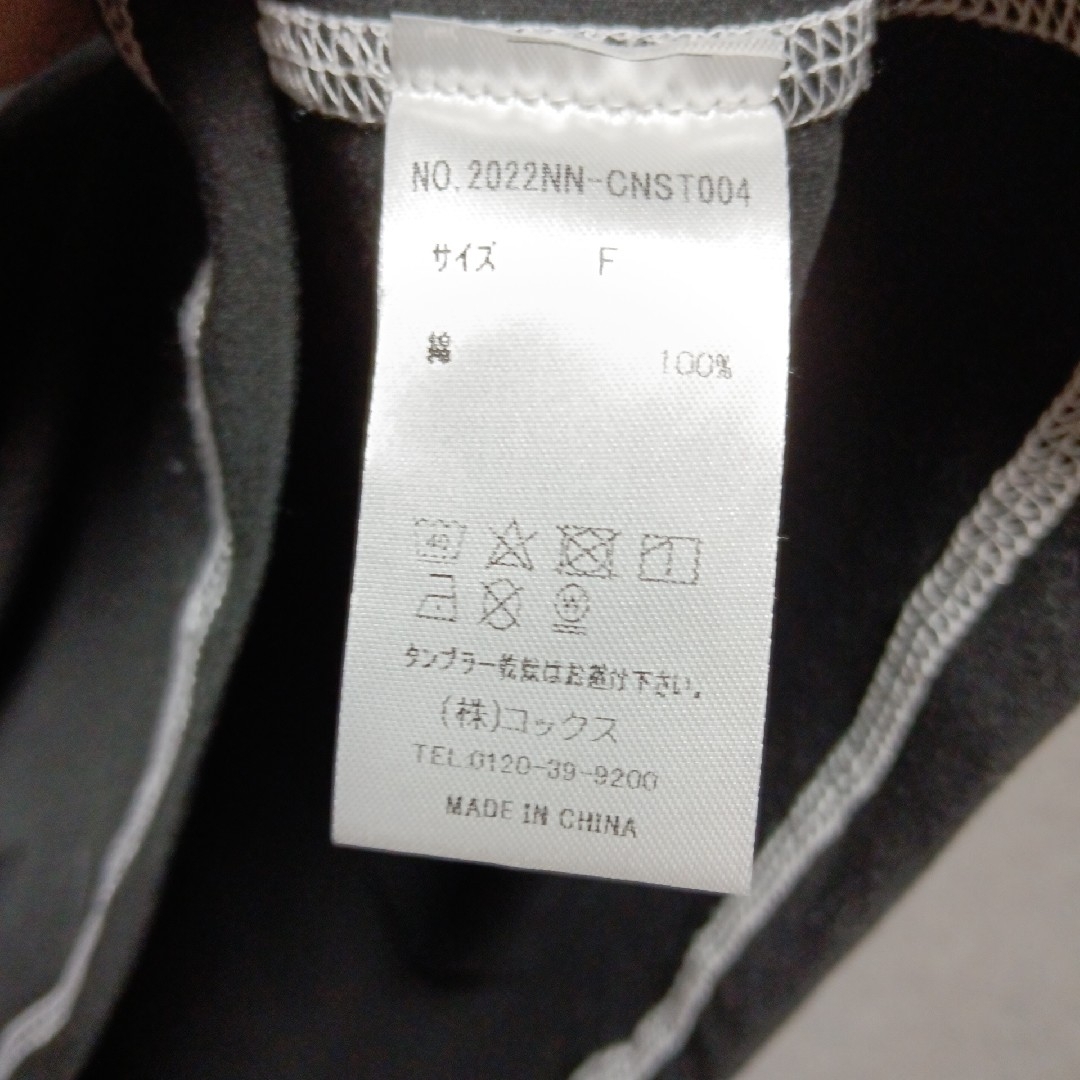 NO.2022NN-CNST004
サイズ F
綿 100%
40
タンブラー乾燥はお避け下さい。
(株)コックス
TEL.0120-39-9200
MADE IN CHINA